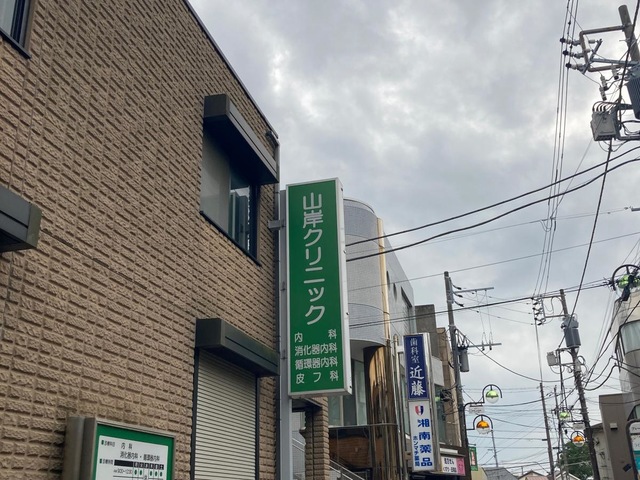 山岸クリニック
内科
消化器内科
循環器内科
皮フ科
歯科室
近藤
湘南薬品
内科
消化器内科・循環器内科